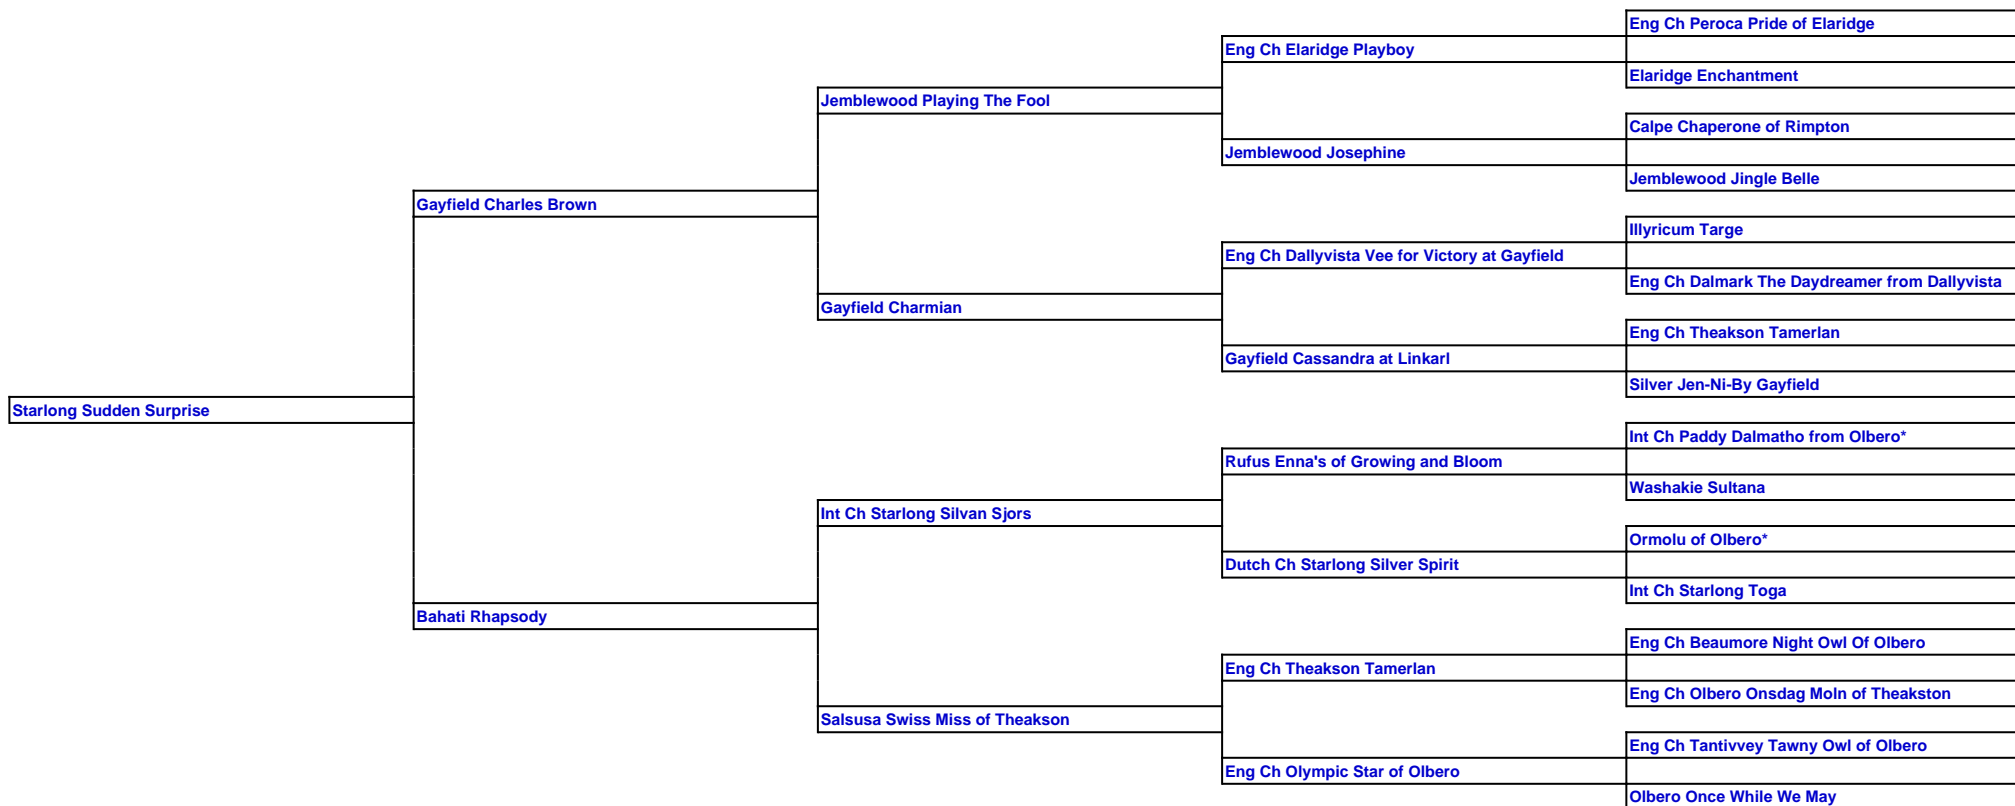 Eng Ch Peroca Pride of Elaridge
Eng Ch Elaridge Playboy
Elaridge Enchantment
Jemblewood Playing The Fool
Calpe Chaperone of Rimpton
Jemblewood Josephine
Jemblewood Jingle Belle
Gayfield Charles Brown
Illyricum Targe
Eng Ch Dallyvista Vee for Victory at Gayfield
Eng Ch Dalmark The Daydreamer from Dallyvista
Gayfield Charmian
Eng Ch Theakson Tamerlan
Gayfield Cassandra at Linkarl
Silver Jen-Ni-By Gayfield
Starlong Sudden Surprise
Int Ch Paddy Dalmatho from Olbero*
Rufus Enna's of Growing and Bloom
Washakie Sultana
Int Ch Starlong Silvan Sjors
Ormolu of Olbero*
Dutch Ch Starlong Silver Spirit
Int Ch Starlong Toga
Bahati Rhapsody
Eng Ch Beaumore Night Owl Of Olbero
Eng Ch Theakson Tamerlan
Eng Ch Olbero Onsdag Moln of Theakston
Salsusa Swiss Miss of Theakson
Eng Ch Tantivvey Tawny Owl of Olbero
Eng Ch Olympic Star of Olbero
Olbero Once While We May